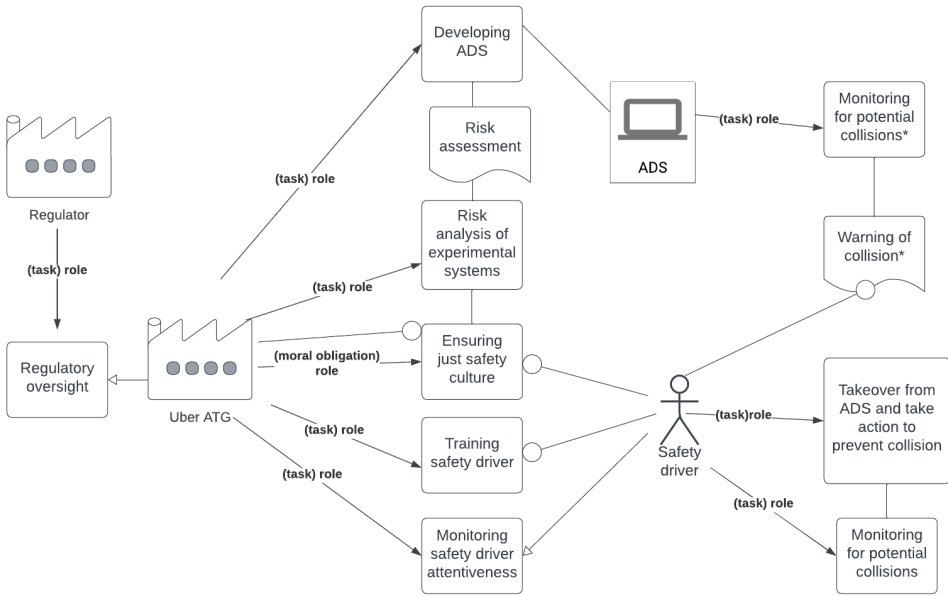 Developing
ADS
Risk
assessment
Risk
analysis of
experimental
systems
Ensuring
just safety
culture
Training
safety driver
Monitoring
safety driver
attentiveness
Regulator
(task) role
Regulatory
oversight
Uber ATG
(task) role
(task) role
(moral obligation)
role
(task) role
(task) role
ADS
(task) role
Monitoring
for potential
collisions*
Warning of
collision*
Safety
driver
(task)role
Takeover from
ADS and take
action to
prevent collision
(task) role
Monitoring
for potential
collisions